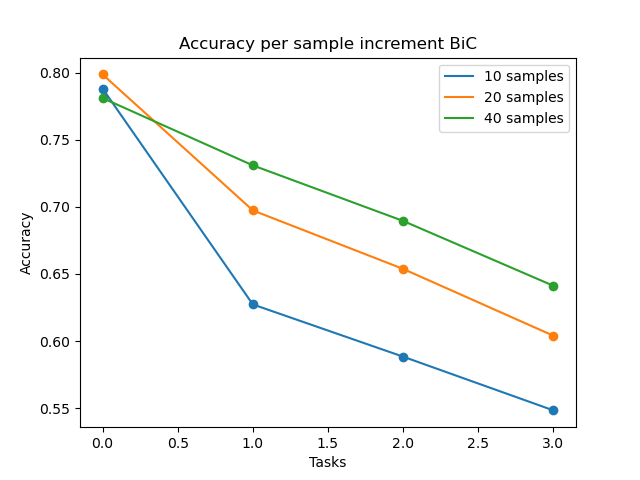 Accuracy per sample increment BiC
10 samples
20 samples
40 samples
0.80
0.75
0.70
0.65
0.60
0.55
Accuracy
0.0 0.5 1.0 1.5 2.0 2.5 3.0
Tasks